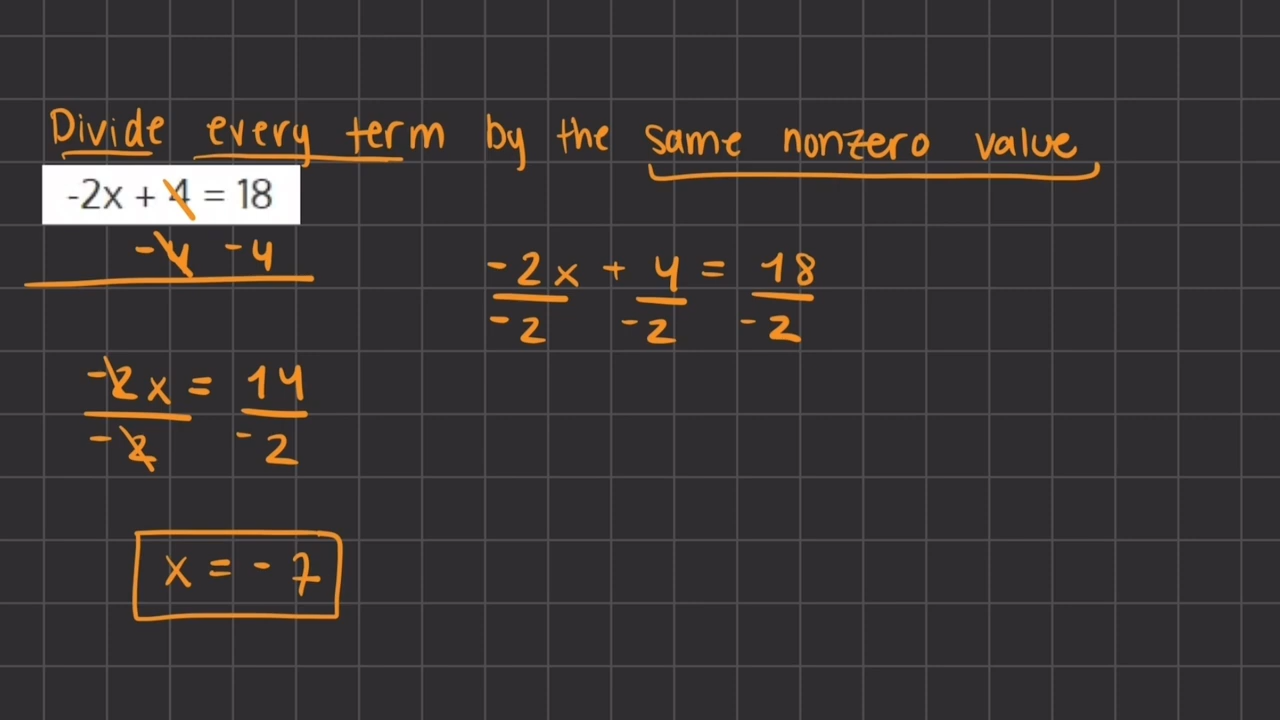 Divide every term by the same nonzero value
-2x + 4 = 18
-4 -4
-2x = 14
-2 -2
x = -7
-2x + 4 = 18
-2 -2 -2